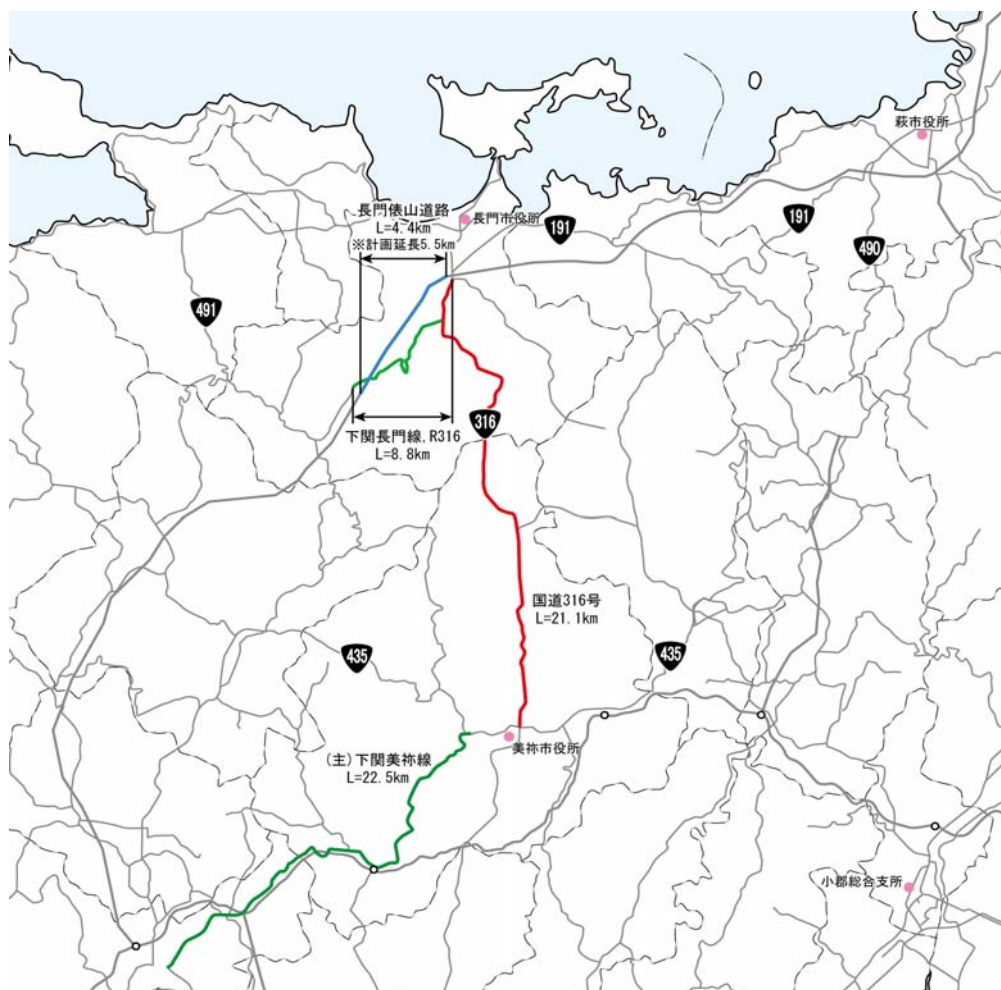 萩市役所
長門俵山道路
L=4.4km
※計画延長5.5km
長門市役所
191
191
490
491
316
下関長門線,R316
L=8.8km
国道316号
L=21.1km
435
435
美祢市役所
(主)下関美祢線
L=22.5km
小郡総合支所